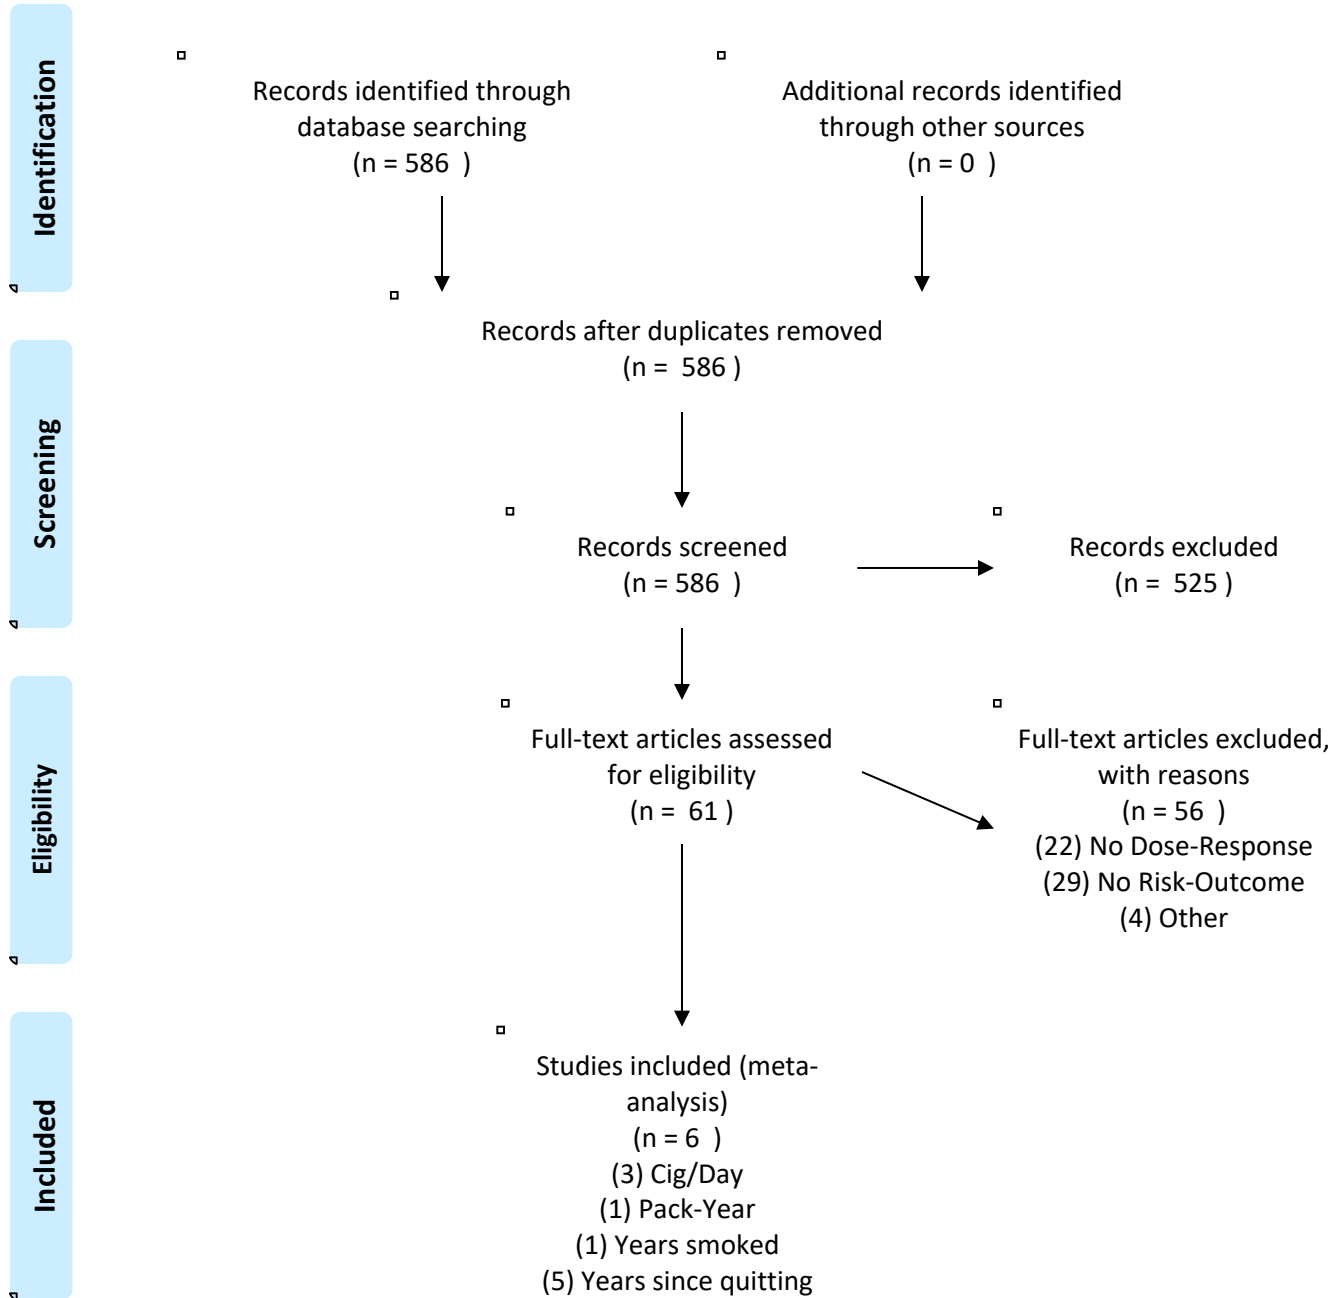 Identification
Records identified through
database searching
(n = 586  )
Additional records identified
through other sources
(n = 0  )
Records after duplicates removed
(n =  586 )
Screening
Records screened
(n = 586  )
Records excluded
(n =  525 )
Eligibility
Full-text articles assessed
for eligibility
(n =  61 )
Full-text articles excluded,
with reasons
(n = 56  )
(22) No Dose-Response
(29) No Risk-Outcome
(4) Other
Included
Studies included (meta-
analysis)
(n = 6  )
(3) Cig/Day
(1) Pack-Year
(1) Years smoked
(5) Years since quitting